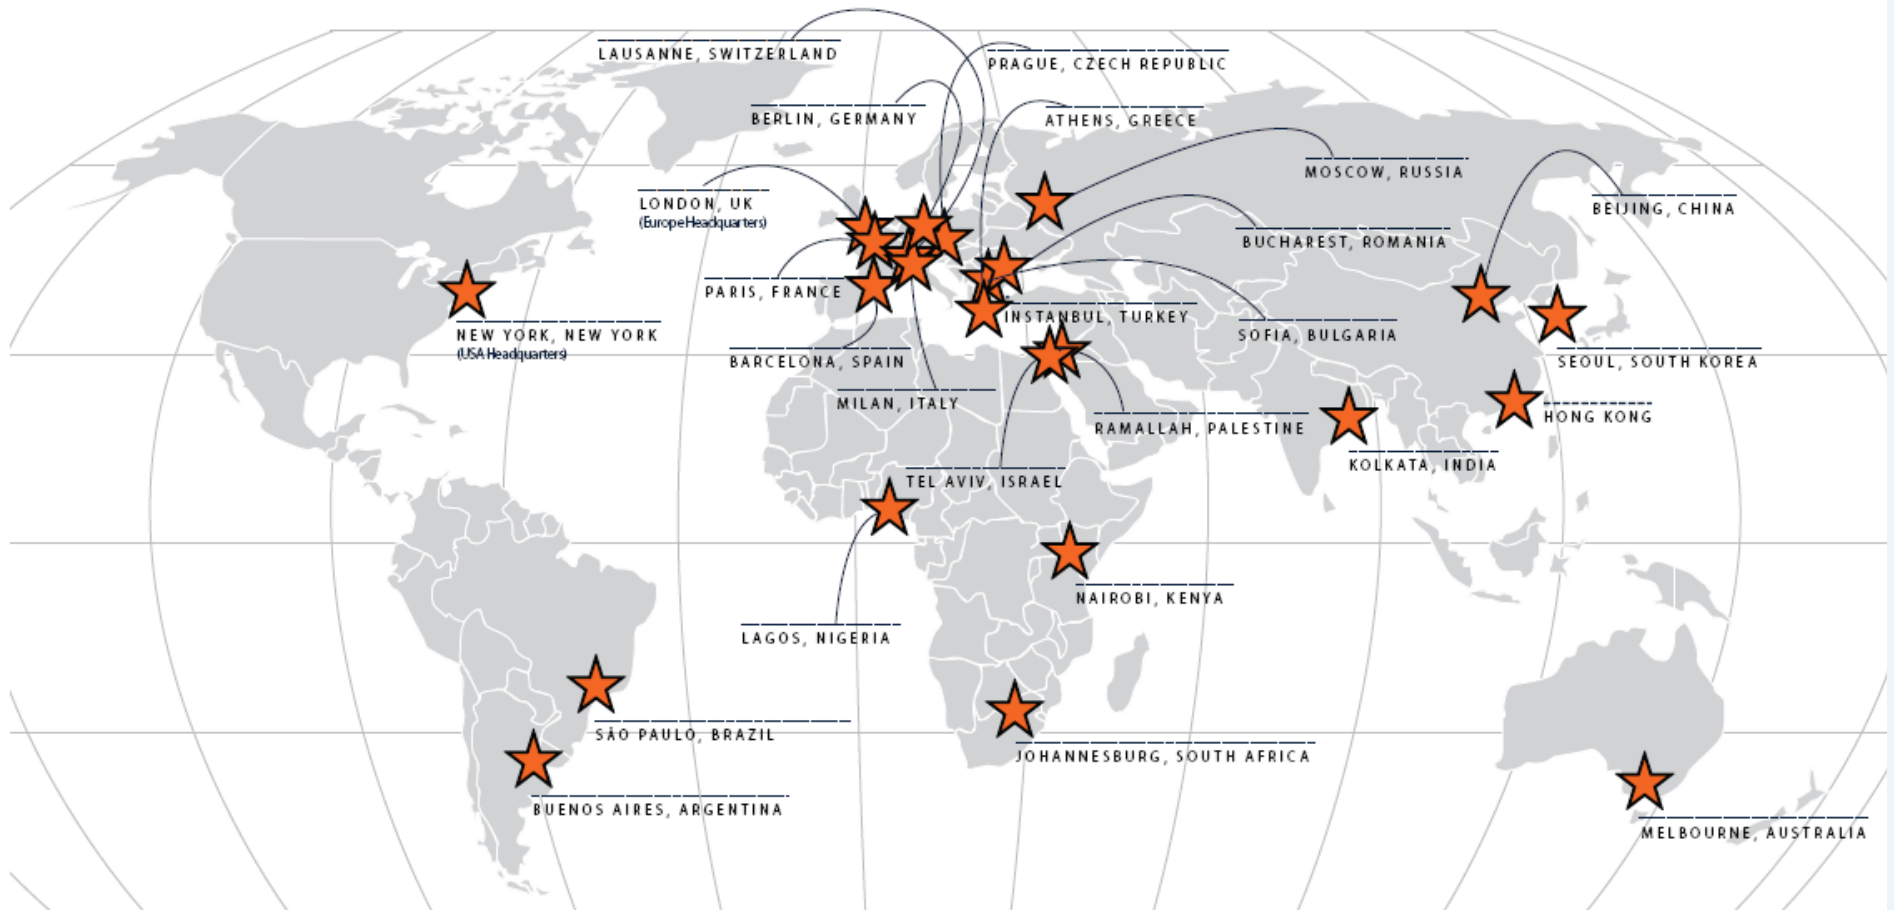 LAUSANNE, SWITZERLAND
PRAGUE, CZECH REPUBLIC
BERLIN, GERMANY
ATHENS, GREECE
MOSCOW, RUSSIA
LONDON, UK
(Europe Headquarters)
BEIJING, CHINA
BUCHAREST, ROMANIA
PARIS, FRANCE
INSTANBUL, TURKEY
NEW YORK, NEW YORK
(USA Headquarters)
SOFIA, BULGARIA
BARCELONA, SPAIN
SEOUL, SOUTH KOREA
MILAN, ITALY
HONG KONG
RAMALLAH, PALESTINE
KOLKATA, INDIA
TEL AVIV, ISRAEL
NAIROBI, KENYA
LAGOS, NIGERIA
SÃO PAULO, BRAZIL
JOHANNESBURG, SOUTH AFRICA
BUENOS AIRES, ARGENTINA
MELBOURNE, AUSTRALIA